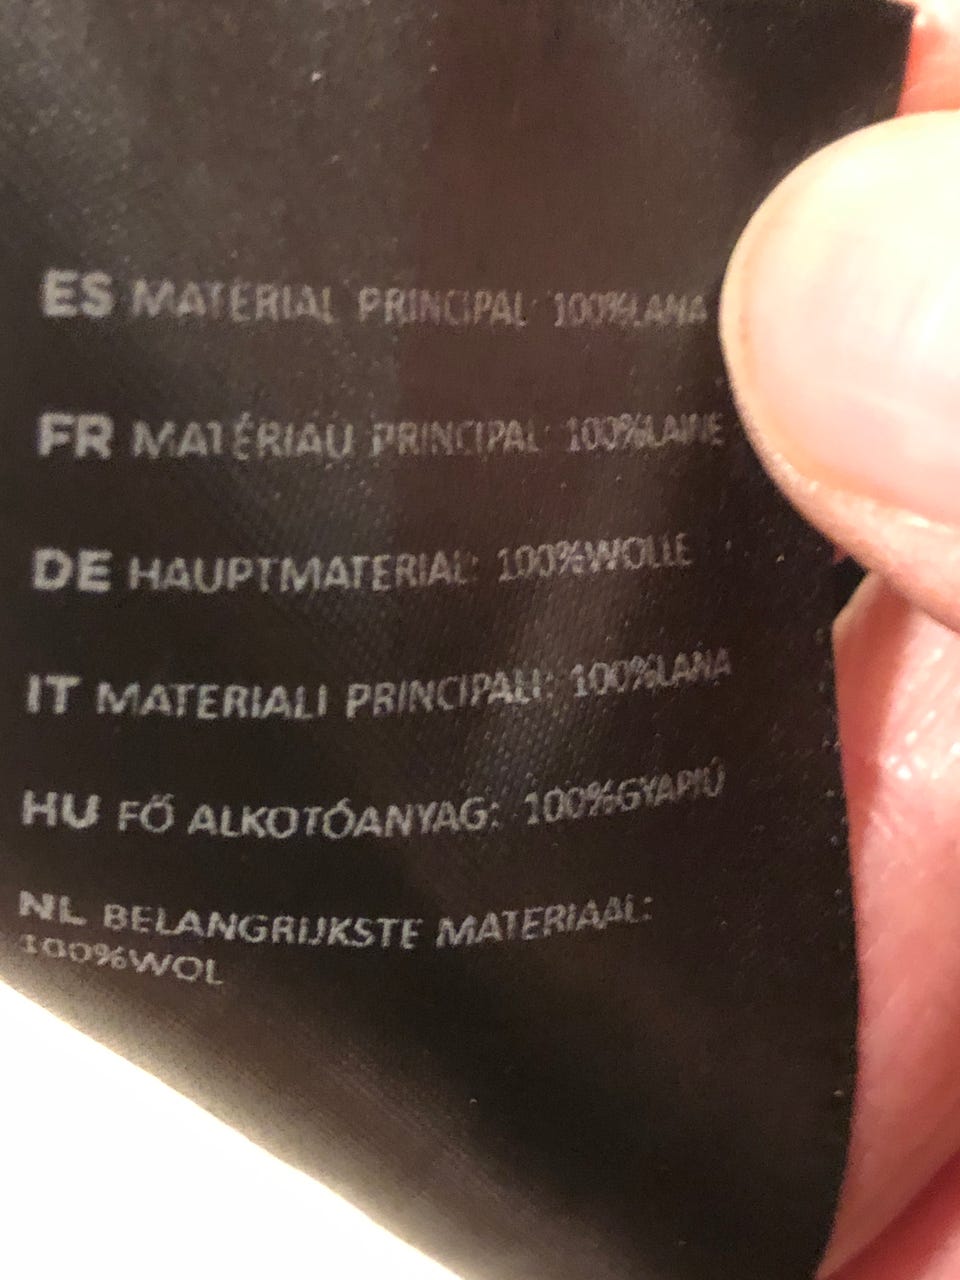 ES MATERIAL PRINCIPAL: 100%LANA
FR MATÉRIAU PRINCIPAL: 100%LAINE
DE HAUPTMATERIAL: 100%WOLLE
IT MATERIALI PRINCIPALI: 100%LANA
HU FŐ ALKOTÓANYAG: 100%GYAPJÚ
NL BELANGRIJKSTE MATERIAAL:
100%WOL